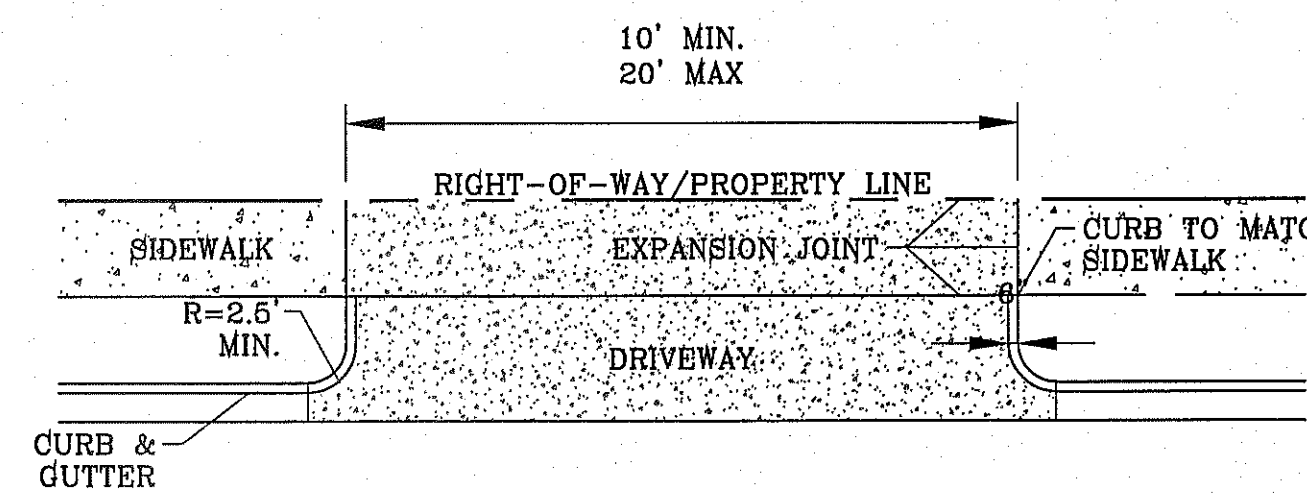 10' MIN.
20' MAX
RIGHT-OF-WAY/PROPERTY LINE
SIDEWALK
EXPANSION JOINT
CURB TO MATC
SIDEWALK
6
R=2.5'
MIN.
DRIVEWAY
CURB &
GUTTER